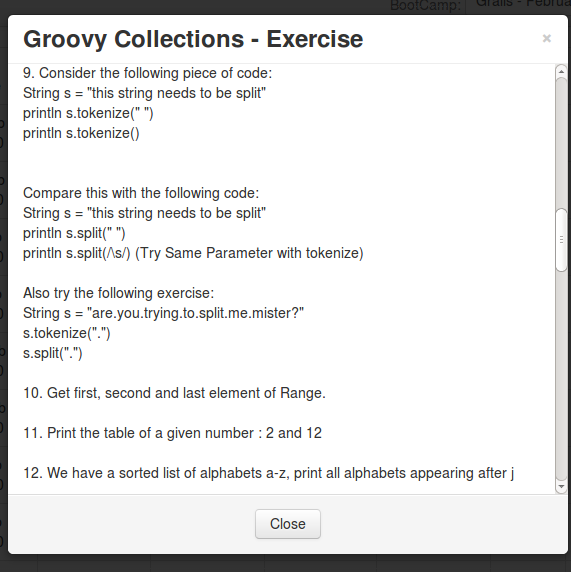 BootCamp:
Grails - Februa
Groovy Collections - Exercise
×
9. Consider the following piece of code:
String s = "this string needs to be split"
println s.tokenize(" ")
println s.tokenize()
Compare this with the following code:
String s = "this string needs to be split"
println s.split(" ")
println s.split(/\s/) (Try Same Parameter with tokenize)
Also try the following exercise:
String s = "are.you.trying.to.split.me.mister?"
s.tokenize(".")
s.split(".")
10. Get first, second and last element of Range.
11. Print the table of a given number : 2 and 12
12. We have a sorted list of alphabets a-z, print all alphabets appearing after j
Close